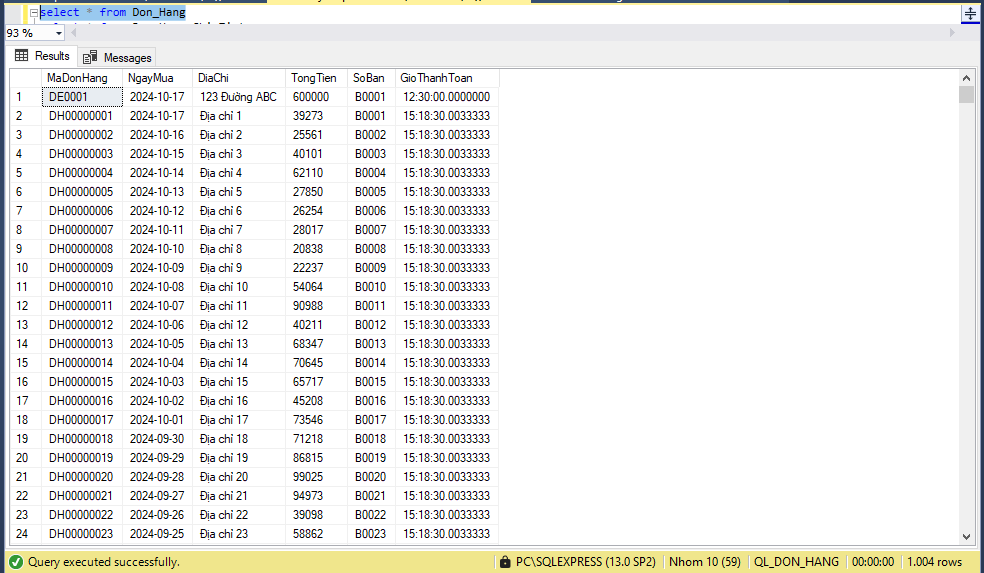 select * from Don_Hang
93 %
Results Messages
MaDonHang NgayMua DiaChi TongTien SoBan GioThanhToan
1 DE0001 2024-10-17 123 Đường ABC 600000 B0001 12:30:00.0000000
2 DH00000001 2024-10-17 Địa chỉ 1 39273 B0001 15:18:30.0033333
3 DH00000002 2024-10-16 Địa chỉ 2 25561 B0002 15:18:30.0033333
4 DH00000003 2024-10-15 Địa chỉ 3 40101 B0003 15:18:30.0033333
5 DH00000004 2024-10-14 Địa chỉ 4 62110 B0004 15:18:30.0033333
6 DH00000005 2024-10-13 Địa chỉ 5 27850 B0005 15:18:30.0033333
7 DH00000006 2024-10-12 Địa chỉ 6 26254 B0006 15:18:30.0033333
8 DH00000007 2024-10-11 Địa chỉ 7 28017 B0007 15:18:30.0033333
9 DH00000008 2024-10-10 Địa chỉ 8 20838 B0008 15:18:30.0033333
10 DH00000009 2024-10-09 Địa chỉ 9 22237 B0009 15:18:30.0033333
11 DH00000010 2024-10-08 Địa chỉ 10 54064 B0010 15:18:30.0033333
12 DH00000011 2024-10-07 Địa chỉ 11 90988 B0011 15:18:30.0033333
13 DH00000012 2024-10-06 Địa chỉ 12 40211 B0012 15:18:30.0033333
14 DH00000013 2024-10-05 Địa chỉ 13 68347 B0013 15:18:30.0033333
15 DH00000014 2024-10-04 Địa chỉ 14 70645 B0014 15:18:30.0033333
16 DH00000015 2024-10-03 Địa chỉ 15 65717 B0015 15:18:30.0033333
17 DH00000016 2024-10-02 Địa chỉ 16 45208 B0016 15:18:30.0033333
18 DH00000017 2024-10-01 Địa chỉ 17 73546 B0017 15:18:30.0033333
19 DH00000018 2024-09-30 Địa chỉ 18 71218 B0018 15:18:30.0033333
20 DH00000019 2024-09-29 Địa chỉ 19 86815 B0019 15:18:30.0033333
21 DH00000020 2024-09-28 Địa chỉ 20 99025 B0020 15:18:30.0033333
22 DH00000021 2024-09-27 Địa chỉ 21 94973 B0021 15:18:30.0033333
23 DH00000022 2024-09-26 Địa chỉ 22 39098 B0022 15:18:30.0033333
24 DH00000023 2024-09-25 Địa chỉ 23 58862 B0023 15:18:30.0033333
Query executed successfully. PC\SQLEXPRESS (13.0 SP2) Nhom 10 (59) QL_DON_HANG 00:00:00 1.004 rows